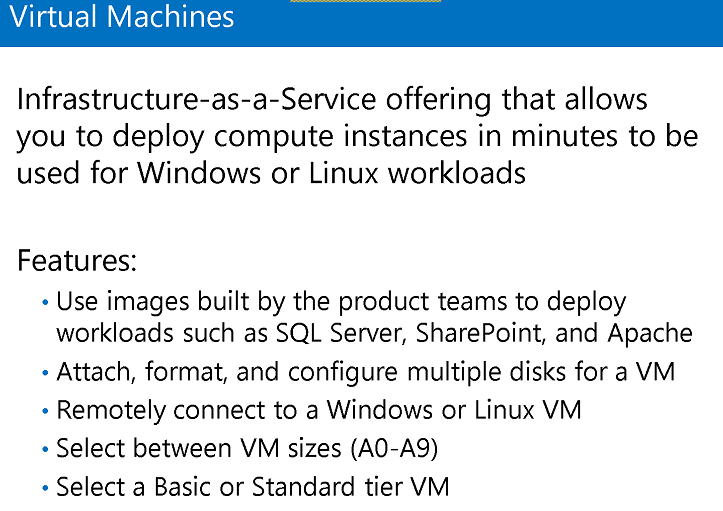 Virtual Machines
Infrastructure-as-a-Service offering that allows
you to deploy compute instances in minutes to be
used for Windows or Linux workloads
Features:
• Use images built by the product teams to deploy
workloads such as SQL Server, SharePoint, and Apache
• Attach, format, and configure multiple disks for a VM
• Remotely connect to a Windows or Linux VM
• Select between VM sizes (A0-A9)
• Select a Basic or Standard tier VM